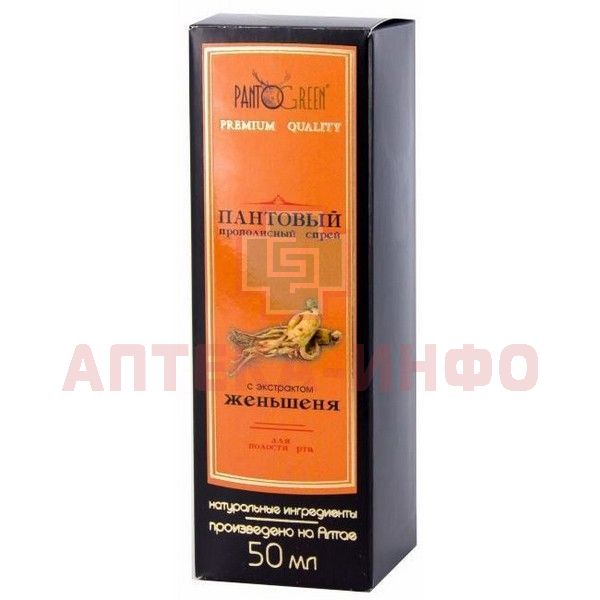 PANTOGREEN®
PREMIUM QUALITY
ПАНТОВЫЙ
прополисный спрей
АПТЕКА-ИНФО
с экстрактом
женьшеня
для
полости рта
натуральные ингредиенты
произведено на Алтае
50 мл